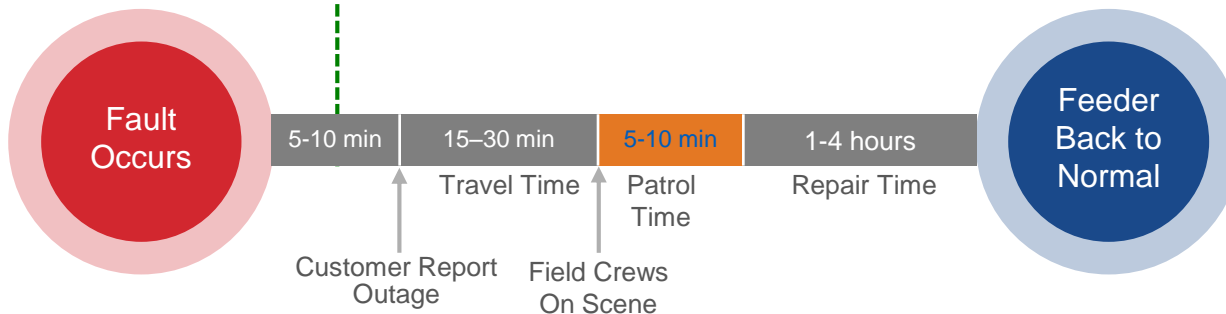 Fault
Occurs
5-10 min
15–30 min
5-10 min
1-4 hours
Feeder
Back to
Normal
Travel Time
Patrol
Time
Repair Time
Customer Report
Outage
Field Crews
On Scene